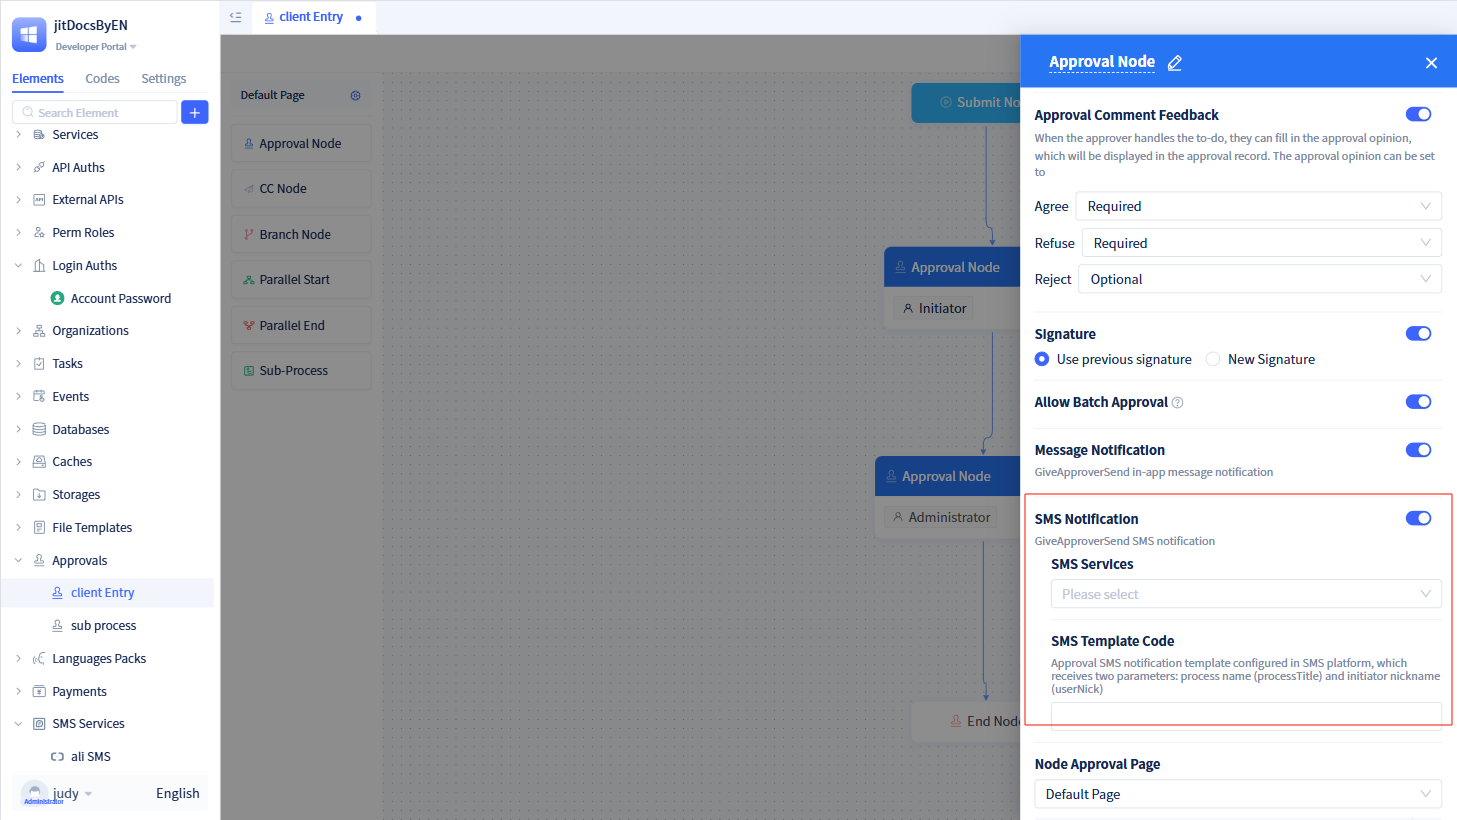 jitDocsByEN
Developer Portal
Elements
Codes
Settings
Search Element
Services
API Auths
External APIs
Perm Roles
Login Auths
Account Password
Organizations
Tasks
Events
Databases
Caches
Storages
File Templates
Approvals
client Entry
sub process
Languages Packs
Payments
SMS Services
ali SMS
judy
Administrator
English
client Entry
Default Page
Approval Node
CC Node
Branch Node
Parallel Start
Parallel End
Sub-Process
Submit No
Approval Node
Initiator
Approval Node
Administrator
End Node
Approval Node
Approval Comment Feedback
When the approver handles the to-do, they can fill in the approval opinion,
which will be displayed in the approval record. The approval opinion can be set
to
Agree
Required
Refuse
Required
Reject
Optional
Signature
Use previous signature
New Signature
Allow Batch Approval
Message Notification
GiveApproverSend in-app message notification
SMS Notification
GiveApproverSend SMS notification
SMS Services
Please select
SMS Template Code
Approval SMS notification template configured in SMS platform, which
receives two parameters: process name (processTitle) and initiator nickname
(userNick)
Node Approval Page
Default Page